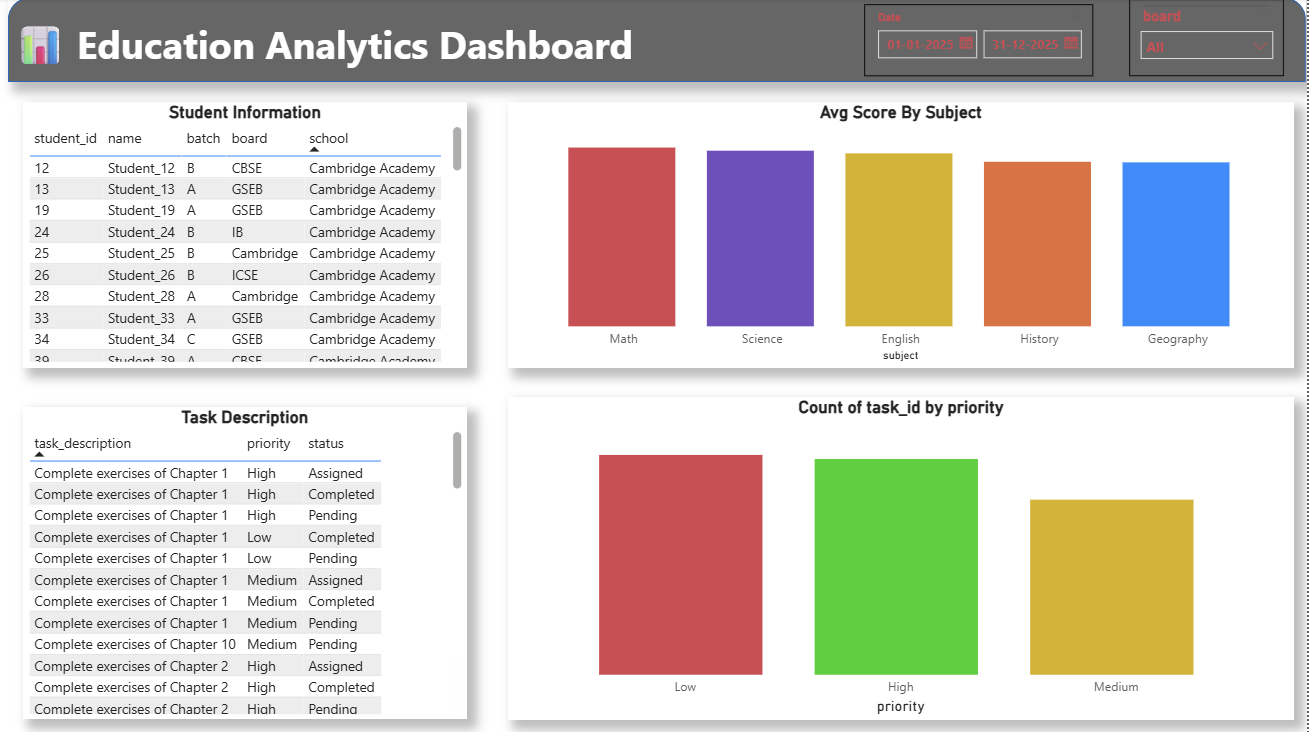 Education Analytics Dashboard
Date
01-01-2025 31-12-2025
board
All
Student Information
student_id name batch board school
12 Student_12 B CBSE Cambridge Academy
13 Student_13 A GSEB Cambridge Academy
19 Student_19 A GSEB Cambridge Academy
24 Student_24 B IB Cambridge Academy
25 Student_25 B Cambridge Cambridge Academy
26 Student_26 B ICSE Cambridge Academy
28 Student_28 A Cambridge Cambridge Academy
33 Student_33 A GSEB Cambridge Academy
34 Student_34 C GSEB Cambridge Academy
39 Student_39 A CBSE Cambridge Academy
Avg Score By Subject
Math Science English History Geography
subject
Task Description
task_description priority status
Complete exercises of Chapter 1 High Assigned
Complete exercises of Chapter 1 High Completed
Complete exercises of Chapter 1 High Pending
Complete exercises of Chapter 1 Low Completed
Complete exercises of Chapter 1 Low Pending
Complete exercises of Chapter 1 Medium Assigned
Complete exercises of Chapter 1 Medium Completed
Complete exercises of Chapter 1 Medium Pending
Complete exercises of Chapter 10 Medium Pending
Complete exercises of Chapter 2 High Assigned
Complete exercises of Chapter 2 High Completed
Complete exercises of Chapter 2 High Pending
Count of task_id by priority
Low High Medium
priority